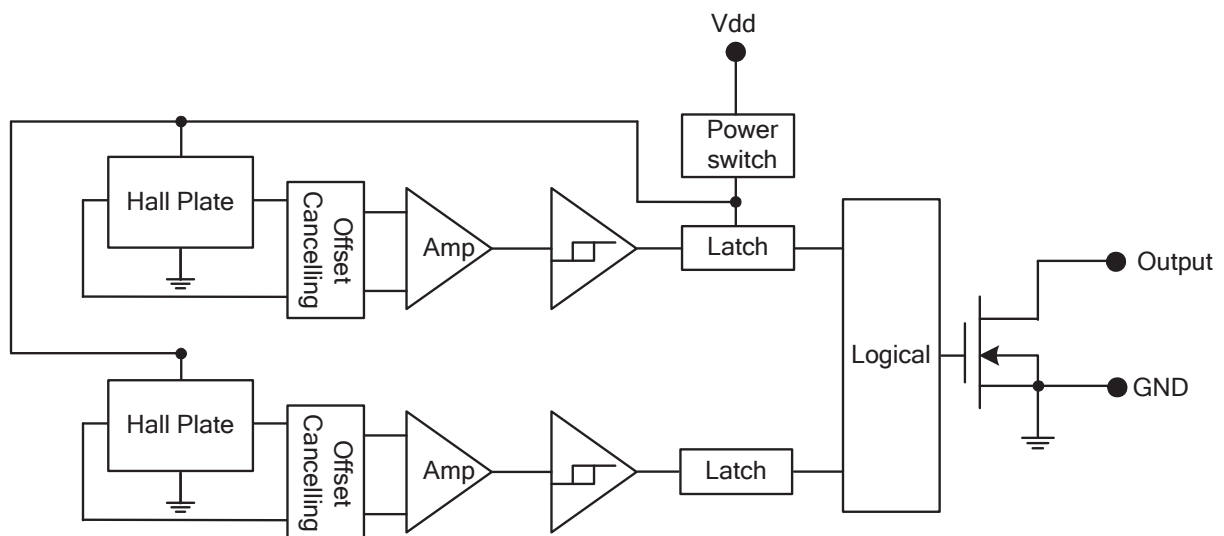 Vdd
Power
switch
Hall Plate
Offset
Cancelling
Amp
Latch
Output
Logical
GND
Hall Plate
Offset
Cancelling
Amp
Latch